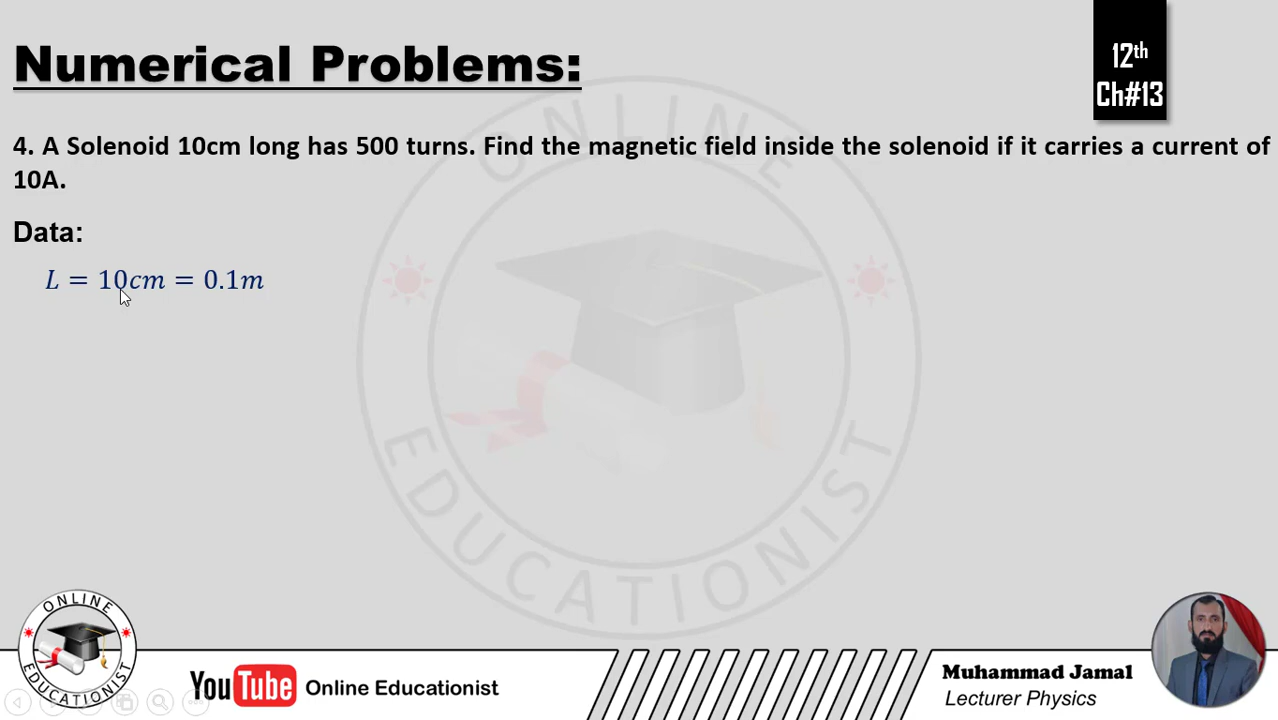 Numerical Problems:
12th
Ch#13
4. A Solenoid 10cm long has 500 turns. Find the magnetic field inside the solenoid if it carries a current of
10A.
Data:
L = 10cm = 0.1m
ONLINE
EDUCATIONIST
ONLINE
EDUCATIONIST
YouTube
Online Educationist
Muhammad Jamal
Lecturer Physics